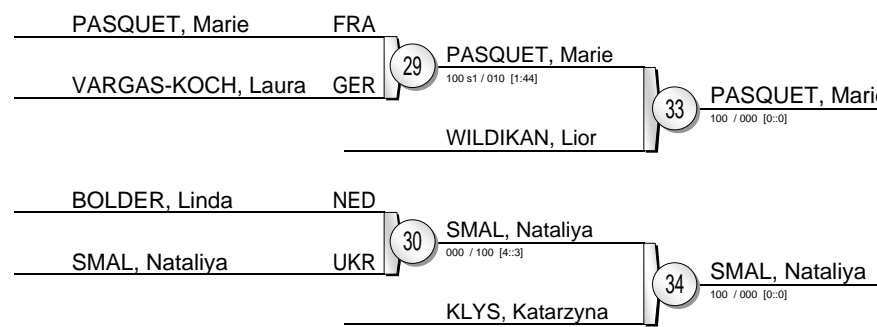 PASQUET, Marie FRA
29
PASQUET, Marie
100 s1 / 010 [1:44]
VARGAS-KOCH, Laura GER
33
PASQUET, Marie
100 / 000 [0::0]
WILDIKAN, Lior
BOLDER, Linda NED
30
SMAL, Nataliya
000 / 100 [4::3]
SMAL, Nataliya UKR
34
SMAL, Nataliya
100 / 000 [0::0]
KLYS, Katarzyna